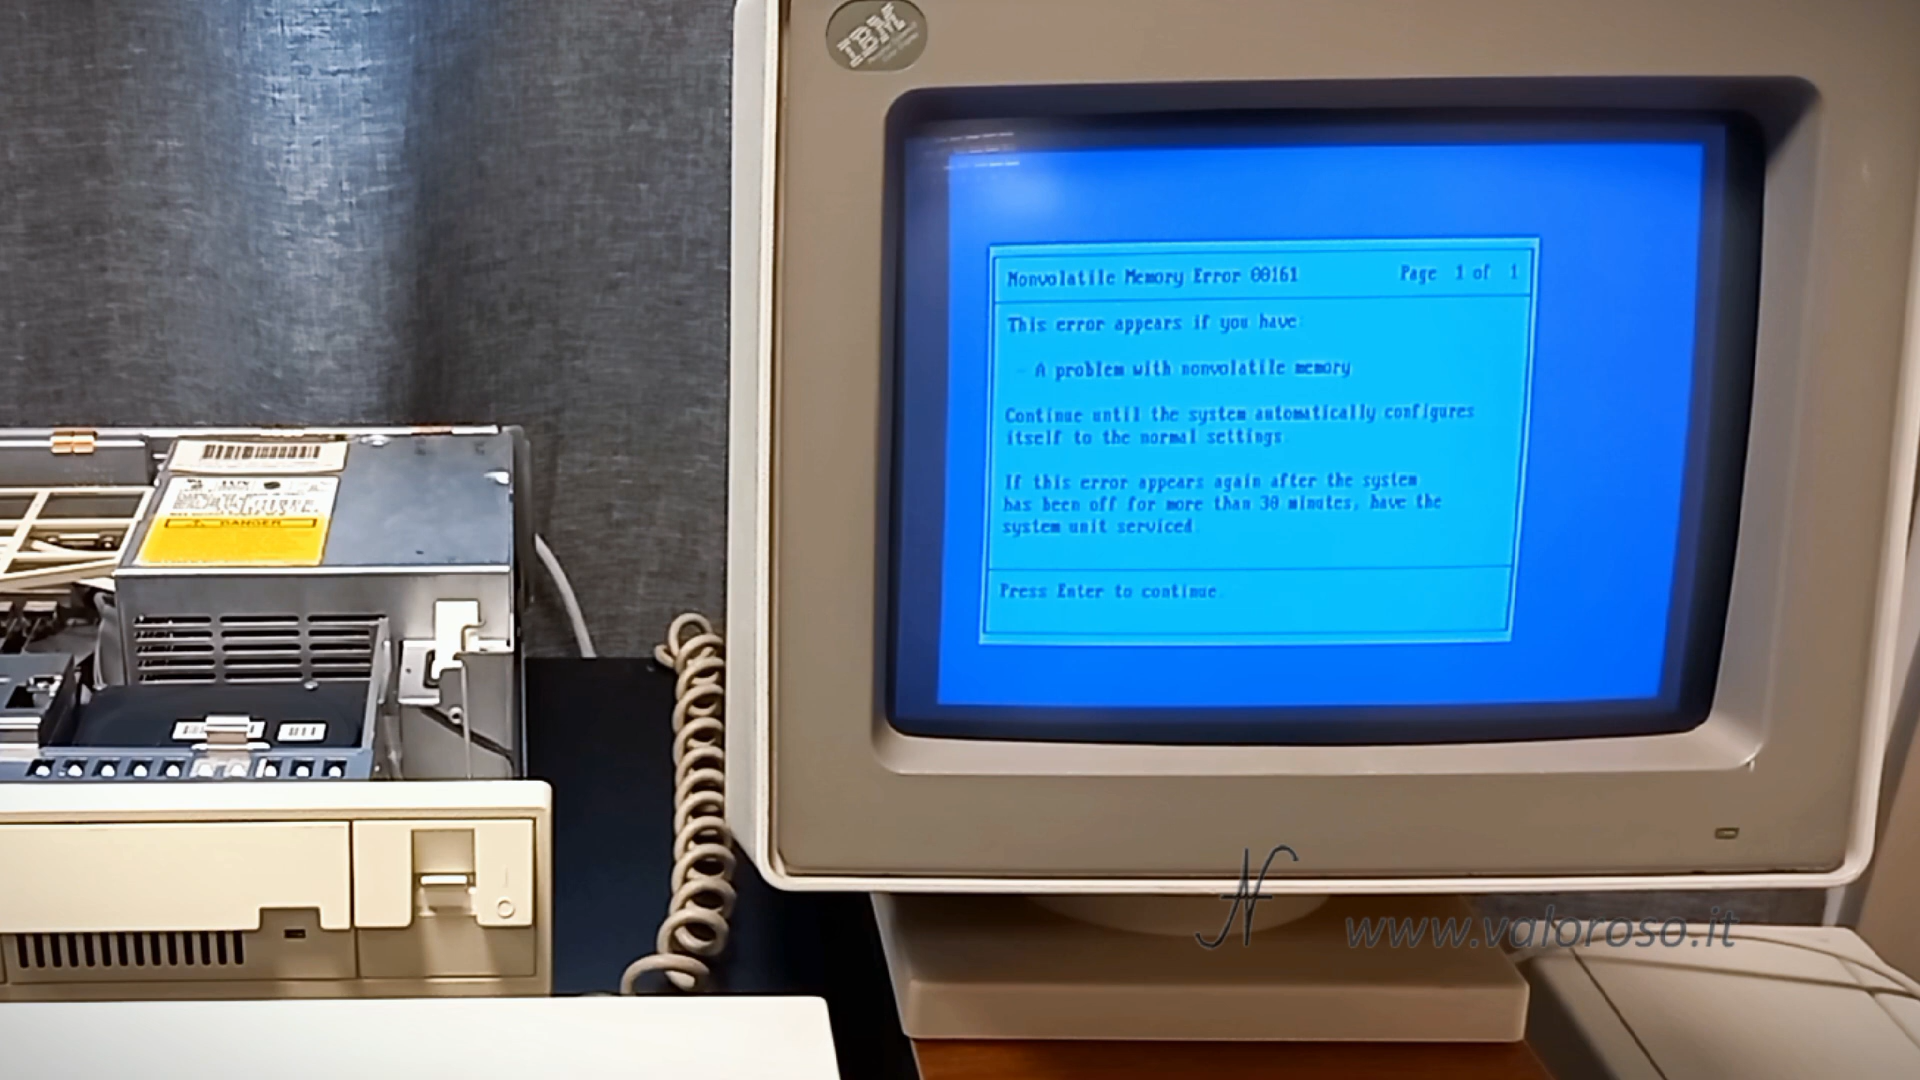 IBM
Nonvolatile Memory Error 00161 Page 1 of 1
This error appears if you have:
- A problem with nonvolatile memory
Continue until the system automatically configures
itself to the normal settings.
If this error appears again after the system
has been off for more than 30 minutes, have the
system unit serviced.
Press Enter to continue.
DANGER
www.valoroso.it